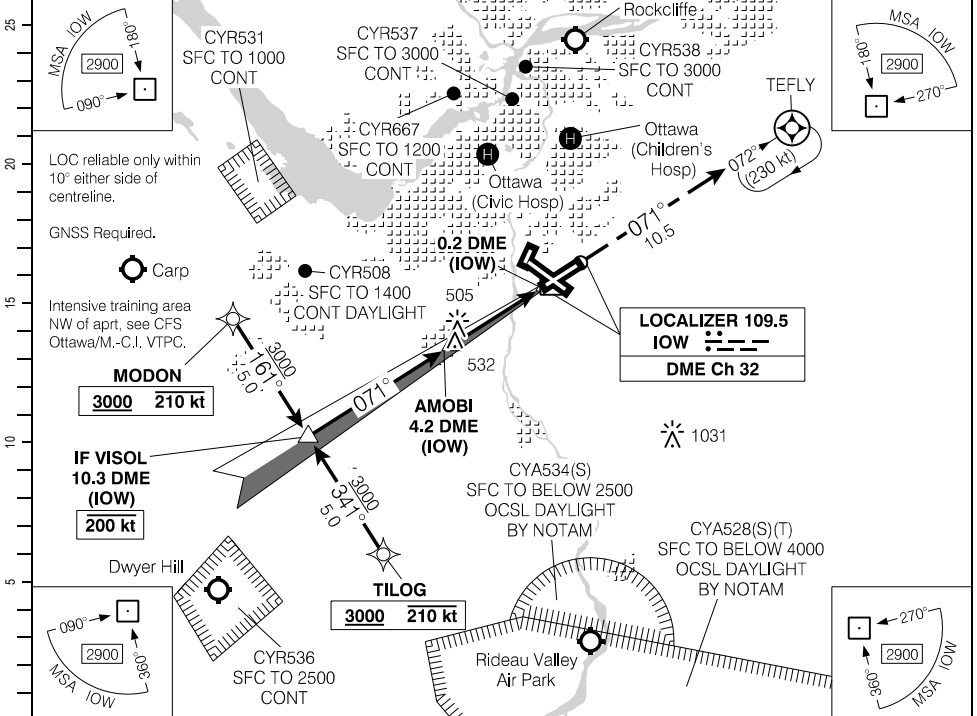 25
20
15
10
5
MSA IOW
180°
2900
090°
CYR531
SFC TO 1000
CONT
CYR537
SFC TO 3000
CONT
Rockcliffe
CYR538
SFC TO 3000
CONT
MSA IOW
180°
2900
270°
TEFLY
CYR667
SFC TO 1200
CONT
H
H
Ottawa
(Children's
Hosp)
Ottawa
(Civic Hosp)
072°
(230 kt)
LOC reliable only within
10° either side of
centreline.
GNSS Required.
Carp
Intensive training area
NW of aprt, see CFS
Ottawa/M.-C.I. VTPC.
CYR508
SFC TO 1400
CONT DAYLIGHT
0.2 DME
(IOW)
071°
10.5
505
532
LOCALIZER 109.5
IOW
DME Ch 32
MODON
3000 210 kt
3000
161°
5.0
071°
AMOBI
4.2 DME
(IOW)
1031
IF VISOL
10.3 DME
(IOW)
200 kt
3000
341°
5.0
CYA534(S)
SFC TO BELOW 2500
OCSL DAYLIGHT
BY NOTAM
CYA528(S)(T)
SFC TO BELOW 4000
OCSL DAYLIGHT
BY NOTAM
Dwyer Hill
TILOG
3000 210 kt
CYR536
SFC TO 2500
CONT
Rideau Valley
Air Park
090°
2900
360°
MSA IOW
270°
2900
360°
MSA IOW